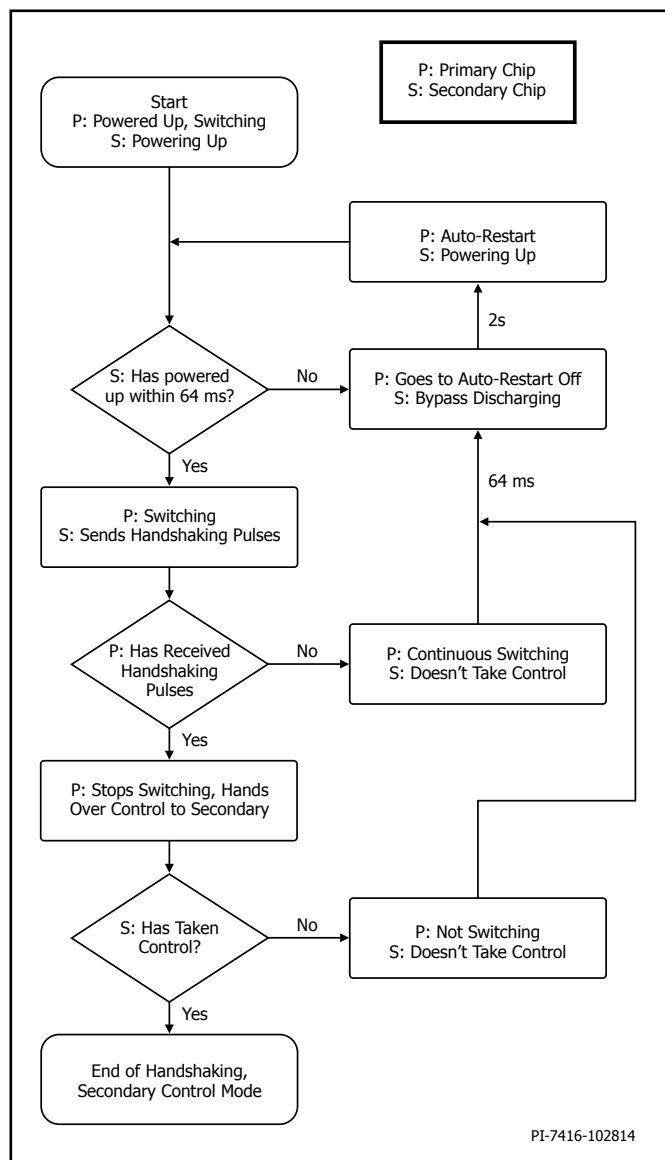 P: Primary Chip
S: Secondary Chip
Start
P: Powered Up, Switching
S: Powering Up
P: Auto-Restart
S: Powering Up
2s
S: Has powered
up within 64 ms?
No
P: Goes to Auto-Restart Off
S: Bypass Discharging
Yes
64 ms
P: Switching
S: Sends Handshaking Pulses
P: Has Received
Handshaking
Pulses
No
P: Continuous Switching
S: Doesn't Take Control
Yes
P: Stops Switching, Hands
Over Control to Secondary
S: Has Taken
Control?
No
P: Not Switching
S: Doesn't Take Control
Yes
End of Handshaking,
Secondary Control Mode
PI-7416-102814